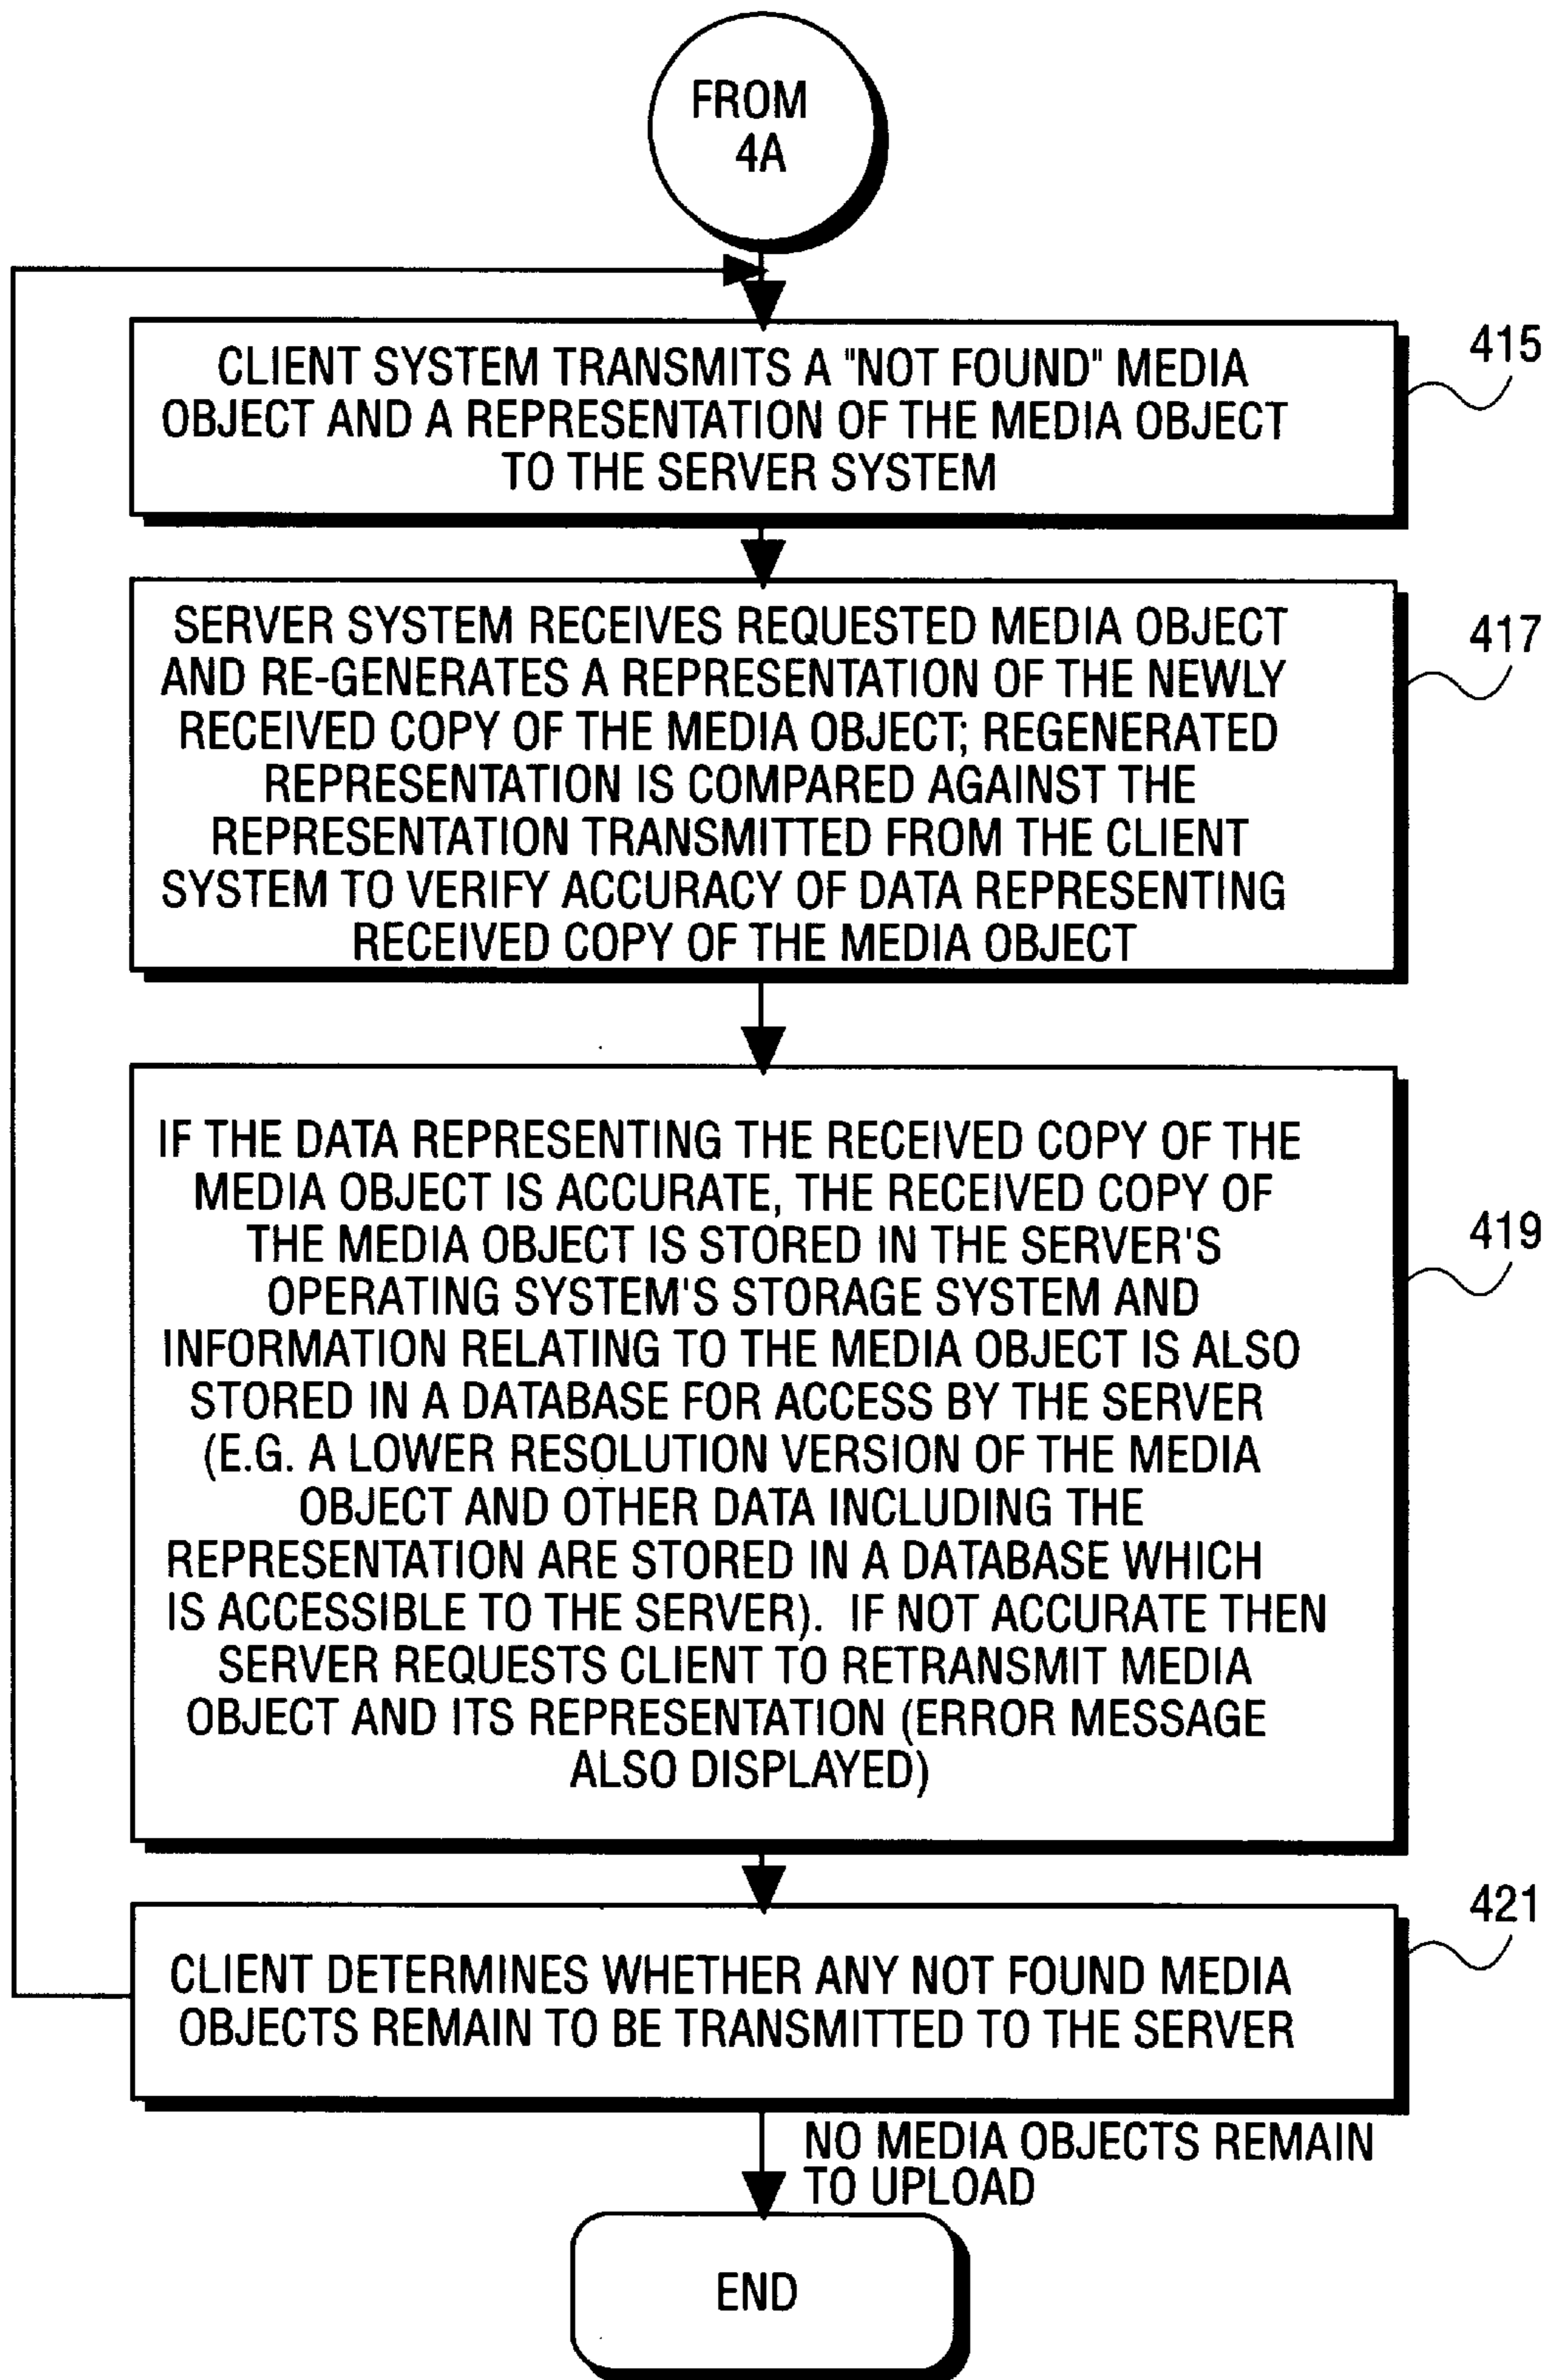 FROM
4A
CLIENT SYSTEM TRANSMITS A "NOT FOUND" MEDIA
OBJECT AND A REPRESENTATION OF THE MEDIA OBJECT
TO THE SERVER SYSTEM
415
SERVER SYSTEM RECEIVES REQUESTED MEDIA OBJECT
AND RE-GENERATES A REPRESENTATION OF THE NEWLY
RECEIVED COPY OF THE MEDIA OBJECT; REGENERATED
REPRESENTATION IS COMPARED AGAINST THE
REPRESENTATION TRANSMITTED FROM THE CLIENT
SYSTEM TO VERIFY ACCURACY OF DATA REPRESENTING
RECEIVED COPY OF THE MEDIA OBJECT
417
IF THE DATA REPRESENTING THE RECEIVED COPY OF THE
MEDIA OBJECT IS ACCURATE, THE RECEIVED COPY OF
THE MEDIA OBJECT IS STORED IN THE SERVER'S
OPERATING SYSTEM'S STORAGE SYSTEM AND
INFORMATION RELATING TO THE MEDIA OBJECT IS ALSO
STORED IN A DATABASE FOR ACCESS BY THE SERVER
(E.G. A LOWER RESOLUTION VERSION OF THE MEDIA
OBJECT AND OTHER DATA INCLUDING THE
REPRESENTATION ARE STORED IN A DATABASE WHICH
IS ACCESSIBLE TO THE SERVER). IF NOT ACCURATE THEN
SERVER REQUESTS CLIENT TO RETRANSMIT MEDIA
OBJECT AND ITS REPRESENTATION (ERROR MESSAGE
ALSO DISPLAYED)
419
CLIENT DETERMINES WHETHER ANY NOT FOUND MEDIA
OBJECTS REMAIN TO BE TRANSMITTED TO THE SERVER
421
NO MEDIA OBJECTS REMAIN
TO UPLOAD
END